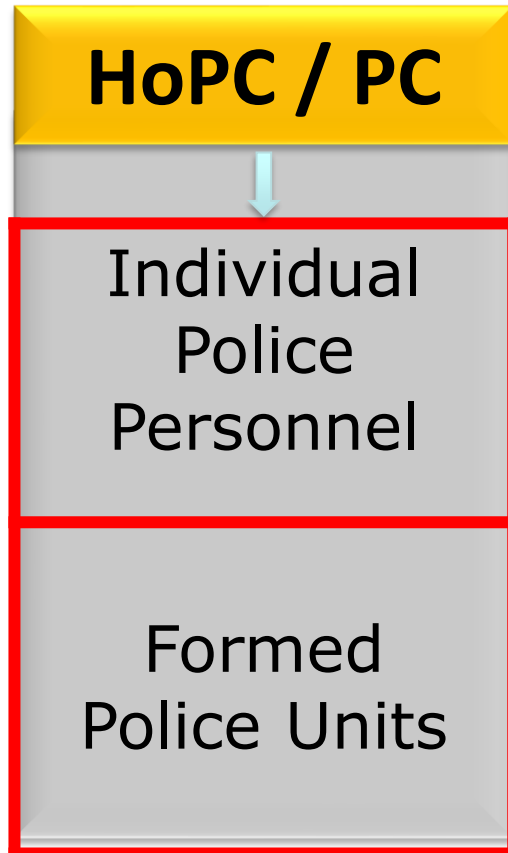 HoPC / PC
Individual
Police
Personnel
Formed
Police Units